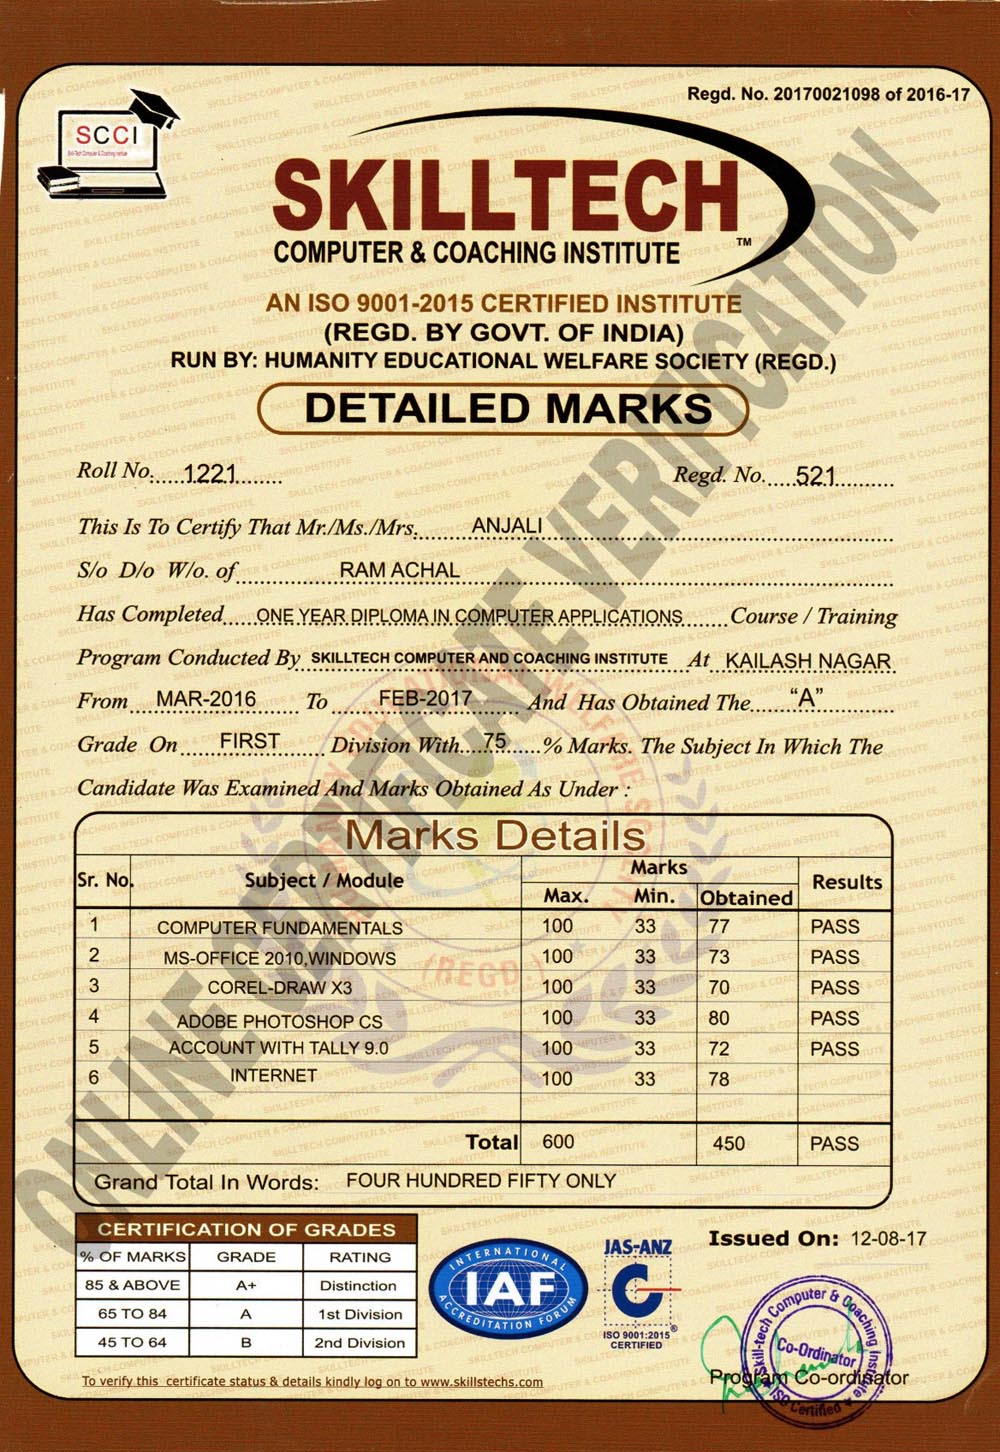 Regd. No. 20170021098 of 2016-17
SCCI
Skill-Tech Computer & Coaching Institute
SKILLTECH
COMPUTER & COACHING INSTITUTE ™
AN ISO 9001-2015 CERTIFIED INSTITUTE
(REGD. BY GOVT. OF INDIA)
RUN BY: HUMANITY EDUCATIONAL WELFARE SOCIETY (REGD.)
DETAILED MARKS
Roll No. 1221 Regd. No. 521
This Is To Certify That Mr./Ms./Mrs. ANJALI
S/o D/o W/o. of RAM ACHAL
Has Completed ONE YEAR DIPLOMA IN COMPUTER APPLICATIONS Course / Training
Program Conducted By SKILLTECH COMPUTER AND COACHING INSTITUTE At KAILASH NAGAR
From MAR-2016 To FEB-2017 And Has Obtained The “A”
Grade On FIRST Division With 75 % Marks. The Subject In Which The
Candidate Was Examined And Marks Obtained As Under :
Marks Details
Sr. No. Subject / Module Marks Results
Max. Min. Obtained
1 COMPUTER FUNDAMENTALS 100 33 77 PASS
2 MS-OFFICE 2010,WINDOWS 100 33 73 PASS
3 COREL-DRAW X3 100 33 70 PASS
4 ADOBE PHOTOSHOP CS 100 33 80 PASS
5 ACCOUNT WITH TALLY 9.0 100 33 72 PASS
6 INTERNET 100 33 78
Total 600 450 PASS
Grand Total In Words: FOUR HUNDRED FIFTY ONLY
CERTIFICATION OF GRADES
% OF MARKS GRADE RATING
85 & ABOVE A+ Distinction
65 TO 84 A 1st Division
45 TO 64 B 2nd Division
To verify this certificate status & details kindly log on to www.skillstechs.com
INTERNATIONAL
IAF
ACCREDITATION FORUM
JAS-ANZ
C
®
ISO 9001:2015
CERTIFIED
Issued On: 12-08-17
Skill-tech Computer & Coaching Institute
Co-Ordinator
ISO Certified
Program Co-ordinator
ONLINE CERTIFICATE VERIFICATION
(REGD.)